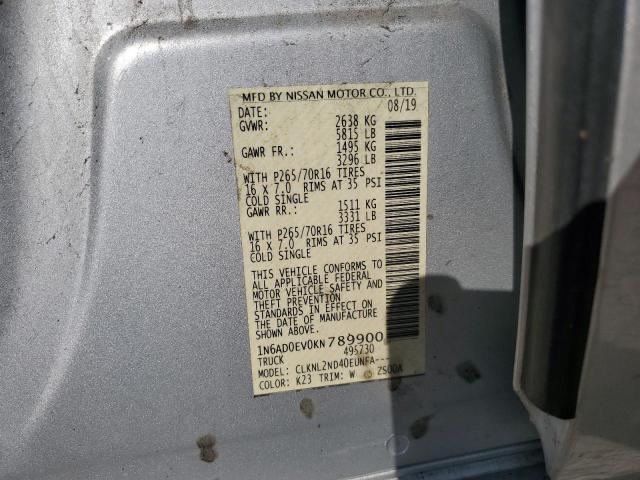 MFD BY NISSAN MOTOR CO., LTD.
DATE: 08/19
GVWR: 2638 KG
5815 LB
GAWR FR.: 1495 KG
3296 LB
WITH P265/70R16 TIRES
16 X 7.0 RIMS AT 35 PSI
COLD SINGLE
GAWR RR.: 1511 KG
3331 LB
WITH P265/70R16 TIRES
16 X 7.0 RIMS AT 35 PSI
COLD SINGLE
THIS VEHICLE CONFORMS TO
ALL APPLICABLE FEDERAL
MOTOR VEHICLE SAFETY AND
THEFT PREVENTION
STANDARDS IN EFFECT ON
THE DATE OF MANUFACTURE
SHOWN ABOVE.
1N6AD0EV0KN789900
TRUCK 495730
MODEL: CLKNL2ND40EUNFA---
COLOR: K23 TRIM: W 2500A